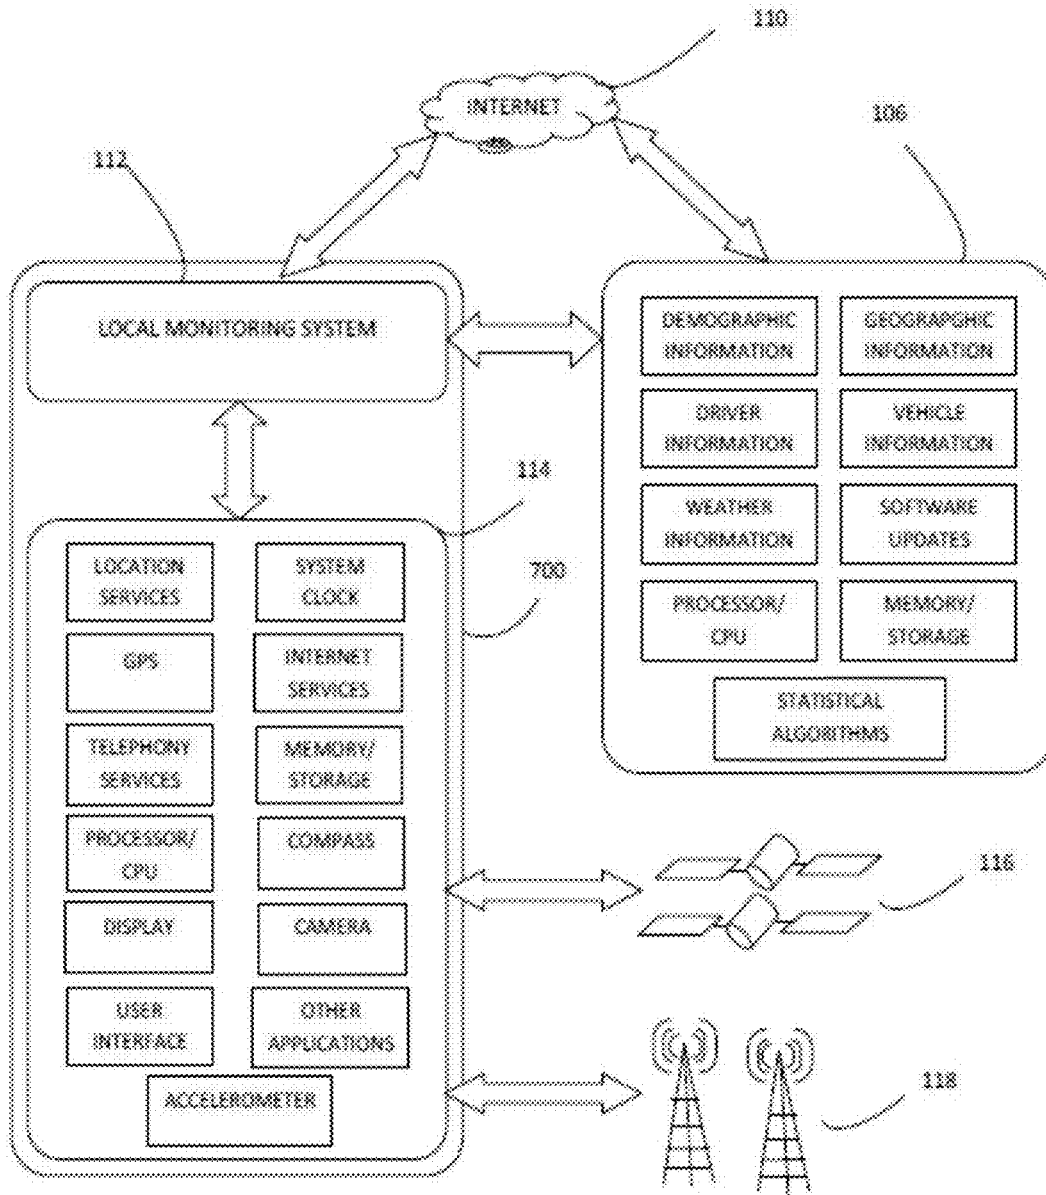 110
INTERNET
106
112
LOCAL MONITORING SYSTEM
DEMOGRAPHIC
INFORMATION
GEOGRAPGHIC
INFORMATION
DRIVER
INFORMATION
VEHICLE
INFORMATION
WEATHER
INFORMATION
SOFTWARE
UPDATES
PROCESSOR/
CPU
MEMORY/
STORAGE
STATISTICAL
ALGORITHMS
114
700
LOCATION
SERVICES
SYSTEM
CLOCK
GPS
INTERNET
SERVICES
TELEPHONY
SERVICES
MEMORY/
STORAGE
PROCESSOR/
CPU
COMPASS
DISPLAY
CAMERA
USER
INTERFACE
OTHER
APPLICATIONS
ACCELEROMETER
116
118